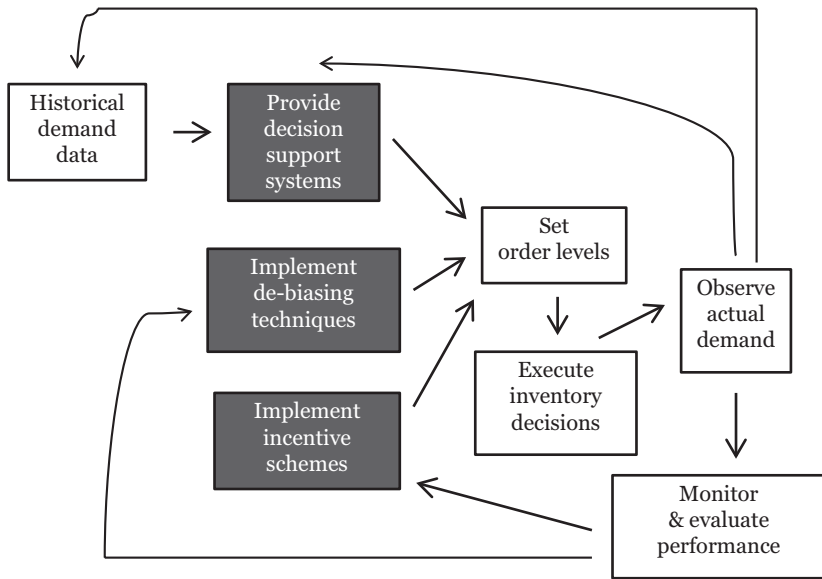 Historical
demand
data
Provide
decision
support
systems
Set
order levels
Implement
de-biasing
techniques
Observe
actual
demand
Execute
inventory
decisions
Implement
incentive
schemes
Monitor
& evaluate
performance